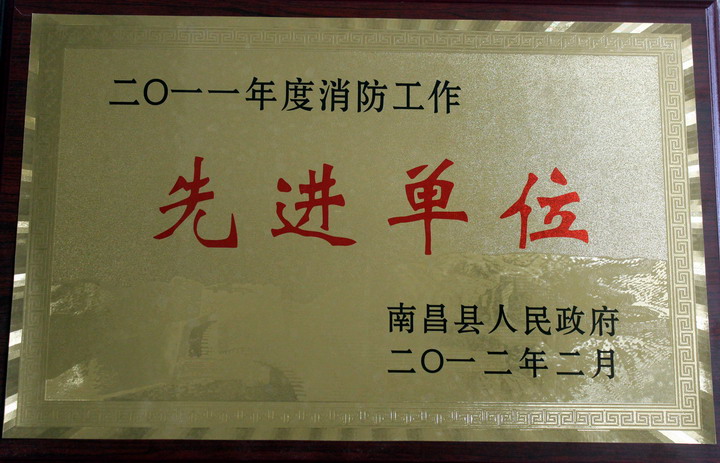 二〇一一年度消防工作
先进单位
南昌县人民政府
二〇一二年二月